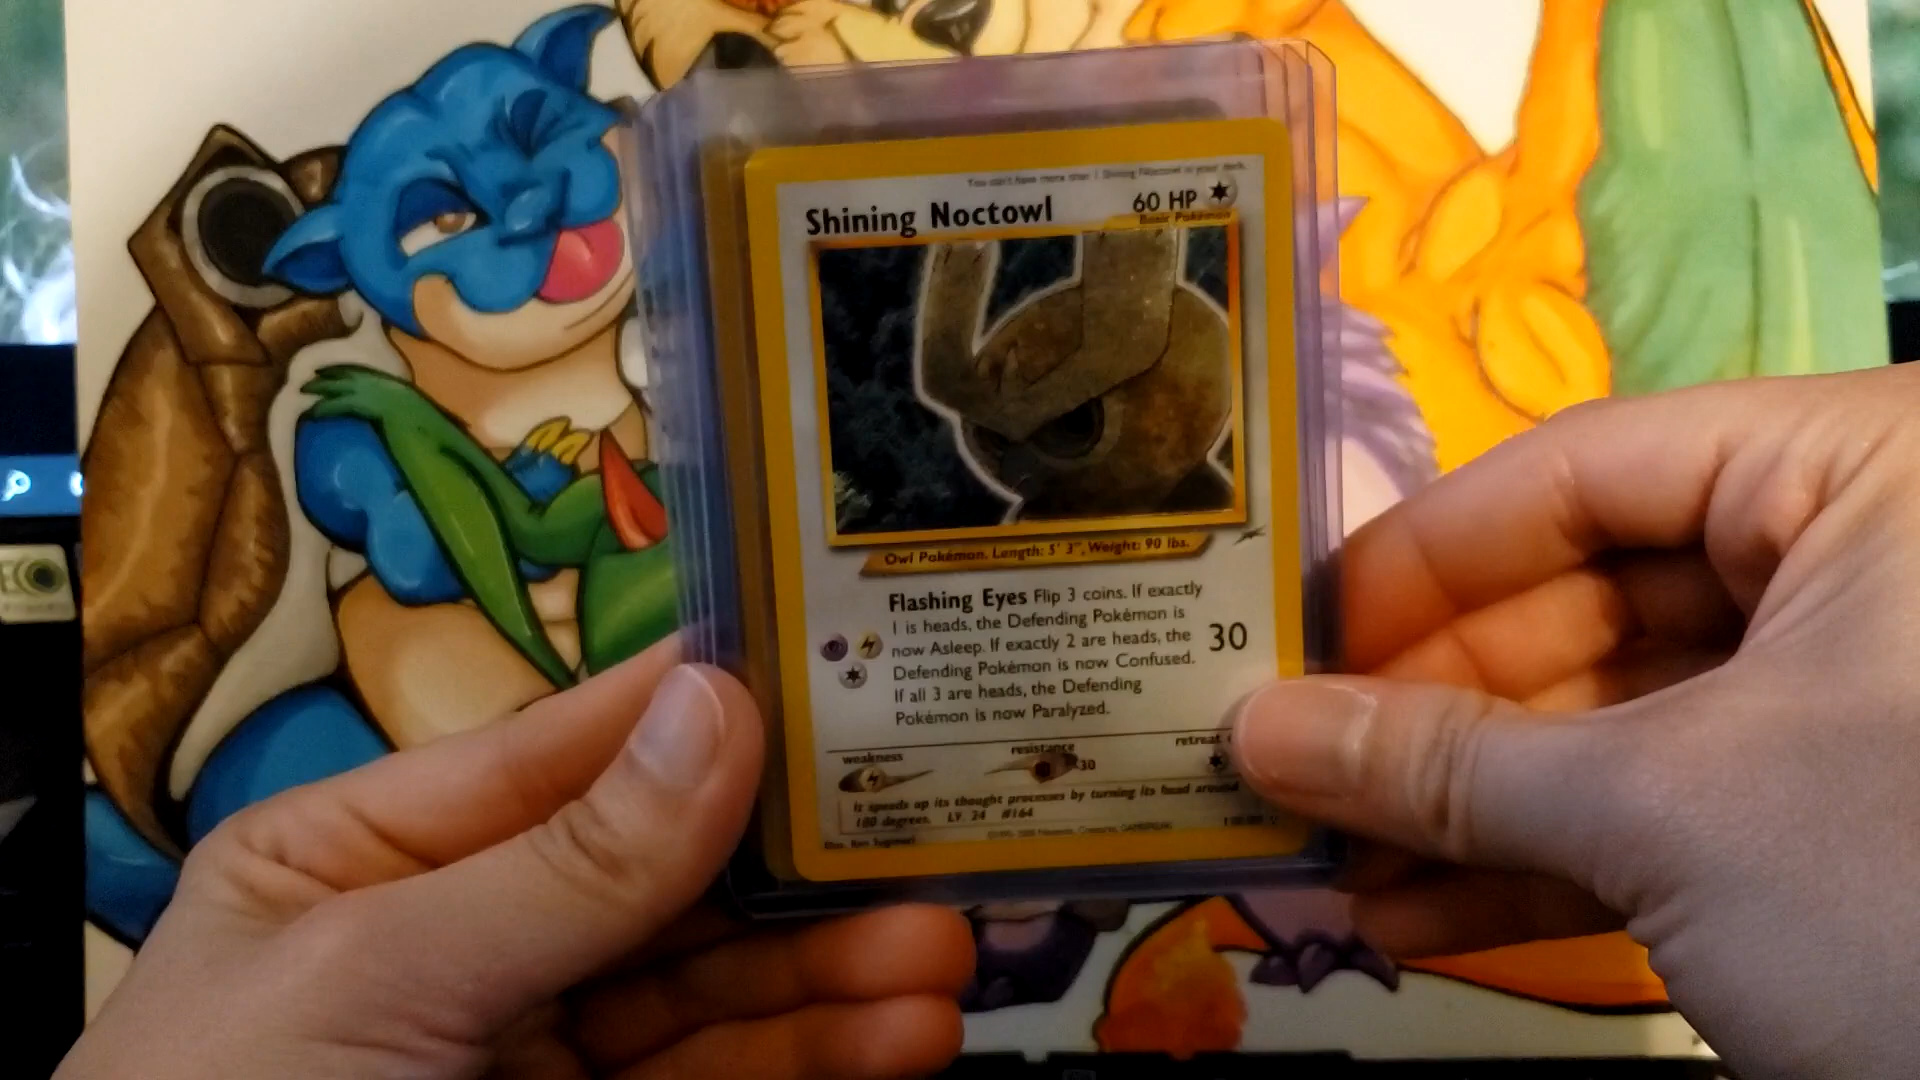 You can't have more than 1 Shining Noctowl in your deck.
Shining Noctowl
60 HP
Basic Pokémon
Owl Pokémon. Length: 5' 3", Weight: 90 lbs.
Flashing Eyes Flip 3 coins. If exactly
1 is heads, the Defending Pokémon is
now Asleep. If exactly 2 are heads, the
Defending Pokémon is now Confused.
If all 3 are heads, the Defending
Pokémon is now Paralyzed.
30
weakness
resistance
retreat
30
It speeds up its thought processes by turning its head around
180 degrees. LV. 24 #164
Illus. Ken Sugimori